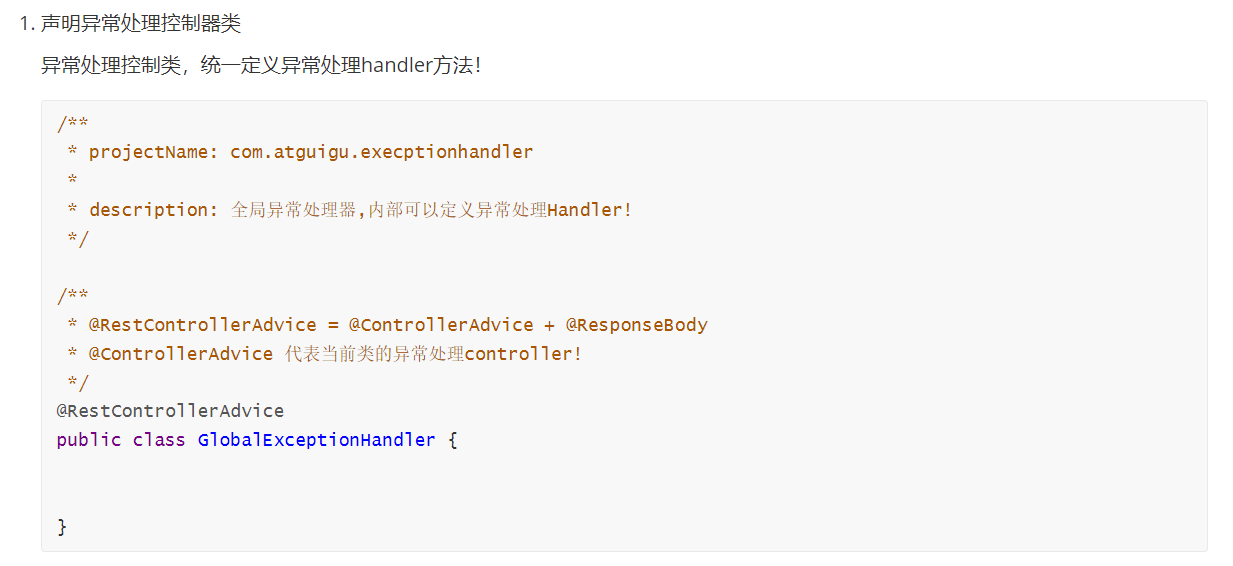 1. 声明异常处理控制器类
异常处理控制类，统一定义异常处理handler方法！
/**
 * projectName: com.atguigu.execptionhandler
 *
 * description: 全局异常处理器,内部可以定义异常处理Handler!
 */
/**
 * @RestControllerAdvice = @ControllerAdvice + @ResponseBody
 * @ControllerAdvice 代表当前类的异常处理controller!
 */
@RestControllerAdvice
public class GlobalExceptionHandler {
}